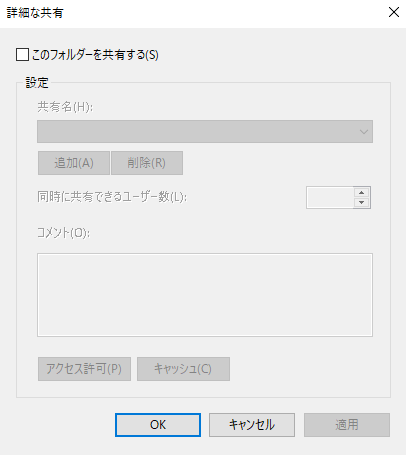 詳細な共有
このフォルダーを共有する(S)
設定
共有名(H):
追加(A) 削除(R)
同時に共有できるユーザー数(L):
コメント(O):
アクセス許可(P) キャッシュ(C)
OK キャンセル 適用